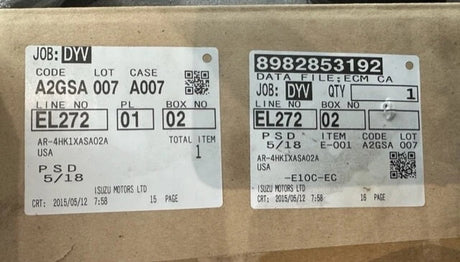 JOB: DYV
CODE LOT CASE
A2GSA 007 A007
LINE NO PL BOX NO
EL272 01 02
AR-4HK1XASA02A TOTAL ITEM
USA 1
PSD
5/18
ISUZU MOTORS LTD
CRT: 2015/05/12 7:58 15 PAGE
8982853192
DATA FILE;ECM CA
JOB: DYV QTY 1
LINE NO BOX NO
EL272 02
AR-4HK1XASA02A PSD ITEM CODE LOT
USA 5/18 E-001 A2GSA 007
-E10C-EC
ISUZU MOTORS LTD
CRT: 2015/05/12 7:58 16 PAGE